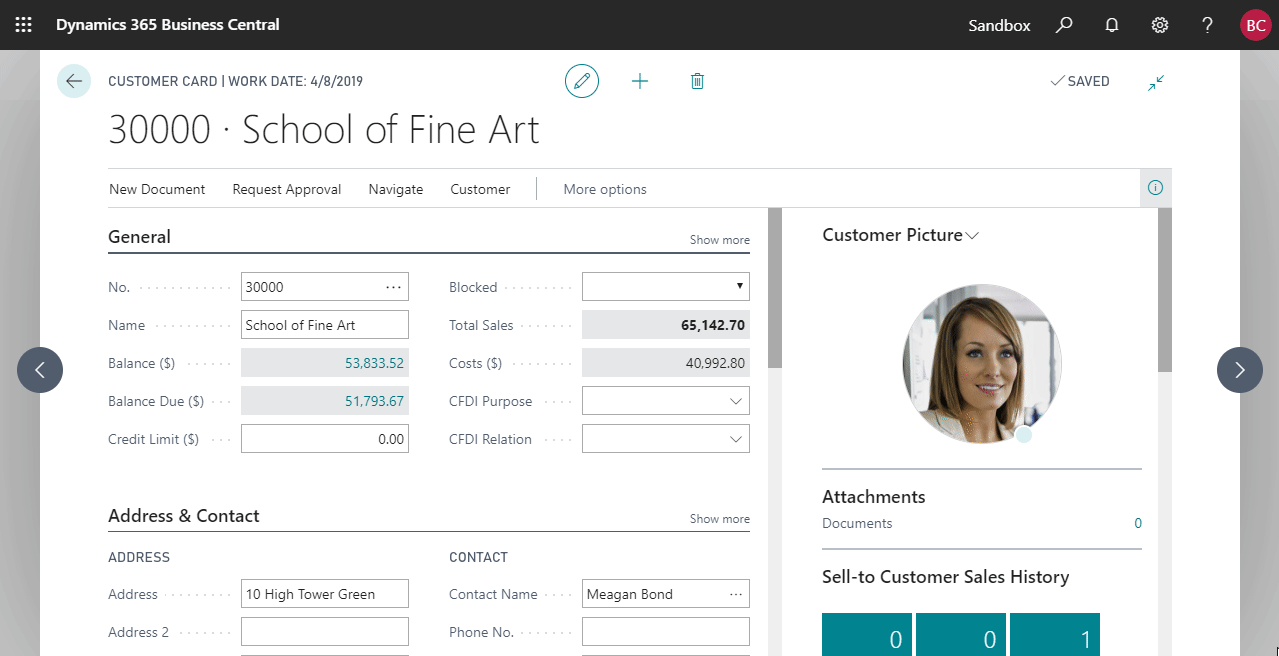 Dynamics 365 Business Central
Sandbox
?
BC
CUSTOMER CARD | WORK DATE: 4/8/2019
SAVED
30000 · School of Fine Art
New Document Request Approval Navigate Customer More options
General
Show more
No. 30000 ...
Name School of Fine Art
Balance ($) 53,833.52
Balance Due ($) 51,793.67
Credit Limit ($) 0.00
Blocked
Total Sales 65,142.70
Costs ($) 40,992.80
CFDI Purpose
CFDI Relation
Address & Contact
Show more
ADDRESS
Address 10 High Tower Green
Address 2
CONTACT
Contact Name Meagan Bond ...
Phone No.
Customer Picture
Attachments
Documents 0
Sell-to Customer Sales History
0 0 1